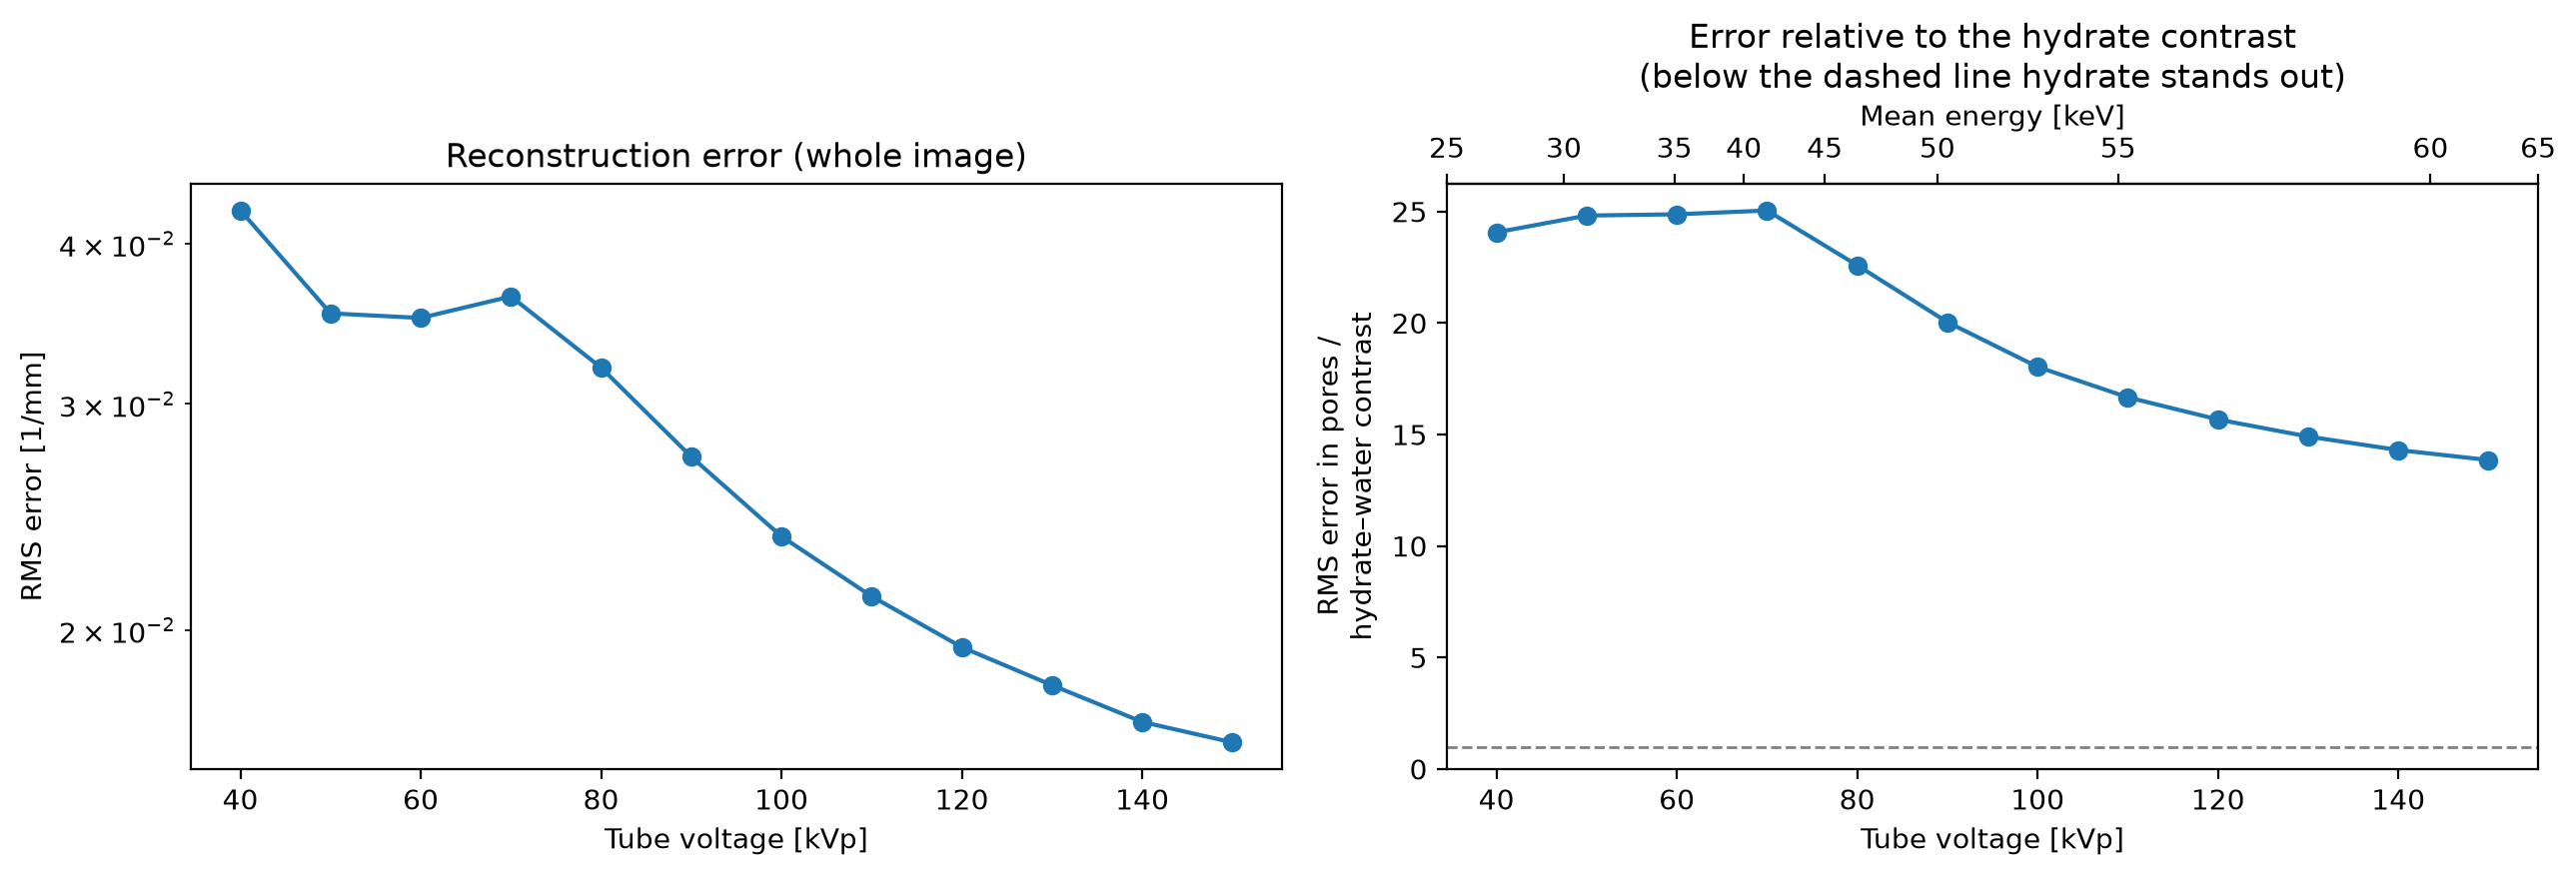 Reconstruction error (whole image)
4 × 10⁻²
3 × 10⁻²
2 × 10⁻²
RMS error [1/mm]
40 60 80 100 120 140
Tube voltage [kVp]
Error relative to the hydrate contrast
(below the dashed line hydrate stands out)
Mean energy [keV]
25 30 35 40 45 50 55 60 65
25
20
15
10
5
0
RMS error in pores /
hydrate–water contrast
40 60 80 100 120 140
Tube voltage [kVp]